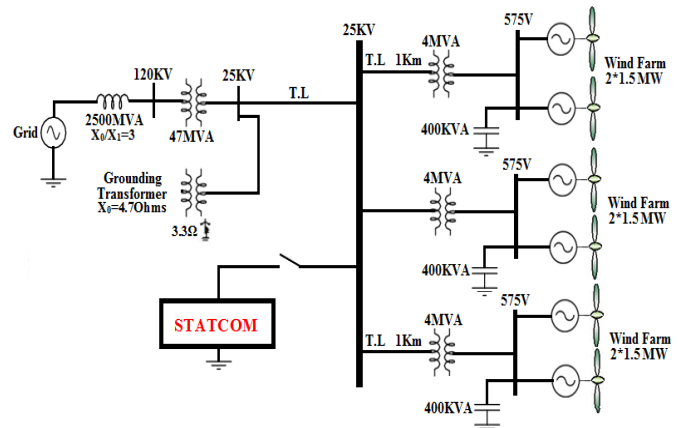 25KV
575V
4MVA
T.L 1Km
Wind Farm
2*1.5 MW
400KVA
120KV
25KV
T.L
2500MVA
X0/X1=3
47MVA
Grid
Grounding
Transformer
X0=4.7Ohms
3.3Ω
575V
4MVA
Wind Farm
2*1.5 MW
400KVA
STATCOM
575V
4MVA
T.L 1Km
Wind Farm
2*1.5 MW
400KVA